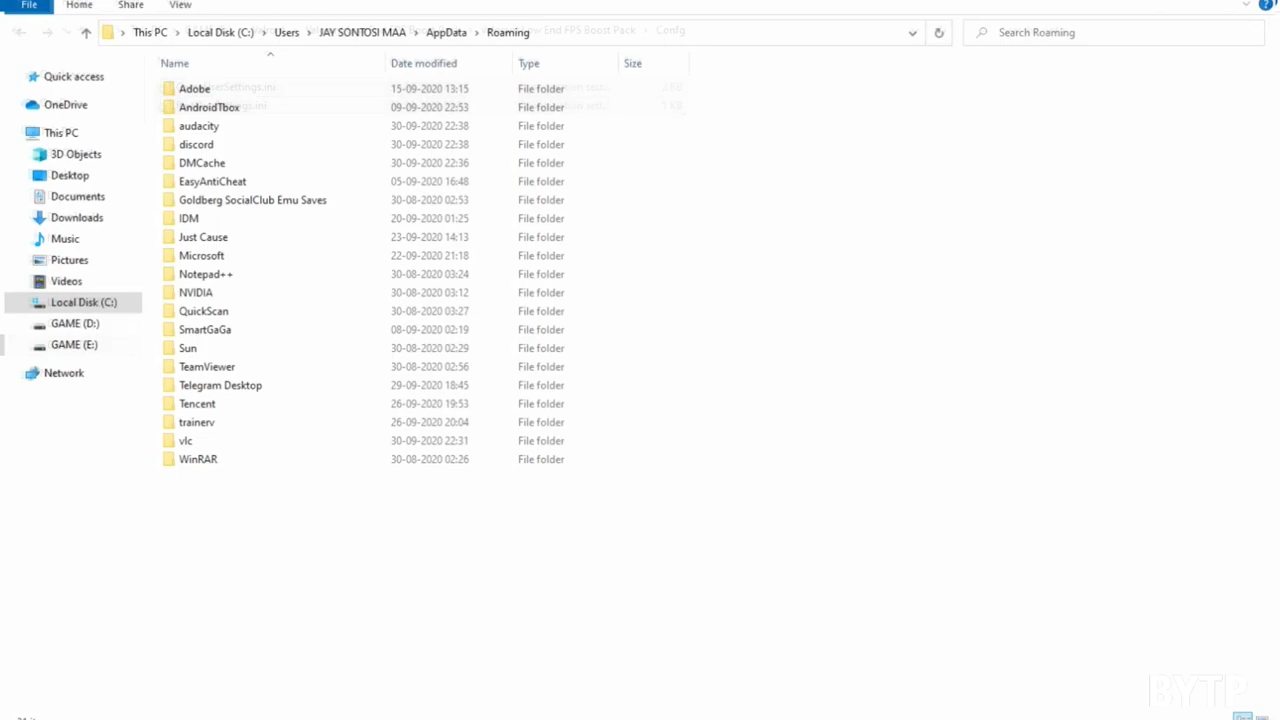 File Home Share View
This PC Local Disk (C:) Users JAY SONTOSI MAA AppData Roaming
Search Roaming
Name Date modified Type Size
Quick access
OneDrive
This PC
3D Objects
Desktop
Documents
Downloads
Music
Pictures
Videos
Local Disk (C:)
GAME (D:)
GAME (E:)
Network
Adobe 15-09-2020 13:15 File folder
AndroidTbox 09-09-2020 22:53 File folder
audacity 30-09-2020 22:38 File folder
discord 30-09-2020 22:38 File folder
DMCache 30-09-2020 22:36 File folder
EasyAntiCheat 05-09-2020 16:48 File folder
Goldberg SocialClub Emu Saves 30-08-2020 02:53 File folder
IDM 20-09-2020 01:25 File folder
Just Cause 23-09-2020 14:13 File folder
Microsoft 22-09-2020 21:18 File folder
Notepad++ 30-08-2020 03:24 File folder
NVIDIA 30-08-2020 03:12 File folder
QuickScan 30-08-2020 03:27 File folder
SmartGaGa 08-09-2020 02:19 File folder
Sun 30-08-2020 02:29 File folder
TeamViewer 30-08-2020 02:56 File folder
Telegram Desktop 29-09-2020 18:45 File folder
Tencent 26-09-2020 19:53 File folder
trainerv 26-09-2020 20:04 File folder
vlc 30-09-2020 22:31 File folder
WinRAR 30-08-2020 02:26 File folder
BYTP